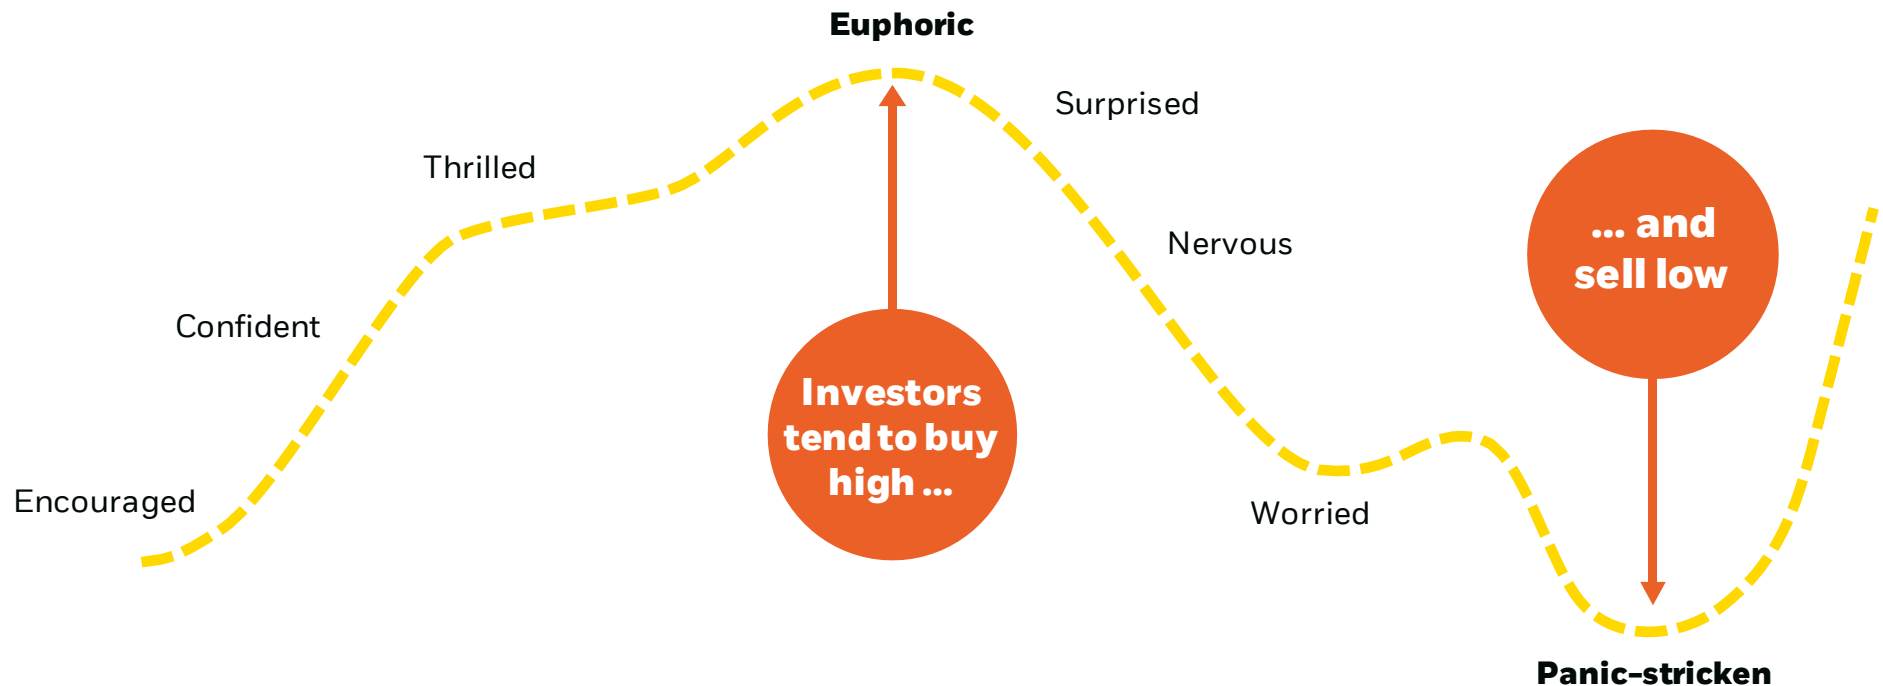 Euphoric
Surprised
Thrilled
Nervous
... and
sell low
Confident
Investors
tend to buy
high ...
Encouraged
Worried
Panic-stricken